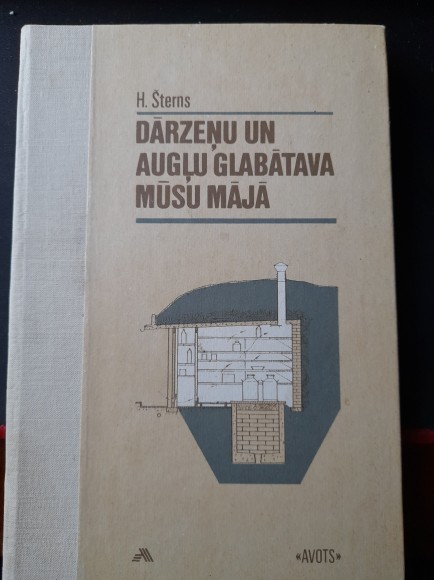 H. Šterns
DĀRZEŅU UN
AUGĻU GLABĀTAVA
MŪSU MĀJĀ
«AVOTS»